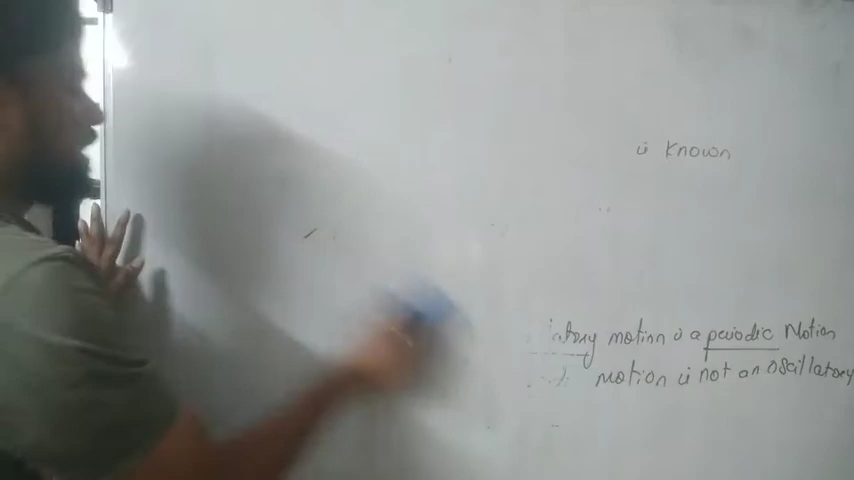 is known
latory motion is a periodic Motion
motion is not an oscillatory